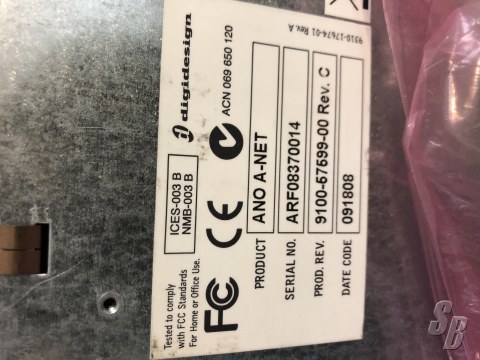 9510-17674-01 Rev. A
digidesign
ACN 069 650 120
ICES-003 B
NMB-003 B
Tested to comply
with FCC Standards
For Home or Office Use.
FC CE
PRODUCT ANO A-NET
SERIAL NO. ARF08370014
PROD. REV. 9100-57699-00 Rev. C
DATE CODE 091808
SB